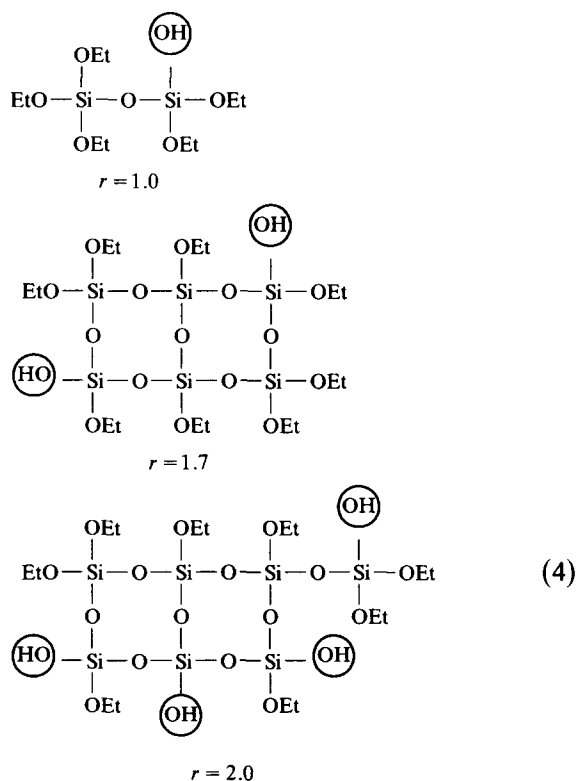 OH
OEt
EtO—Si—O—Si—OEt
OEt OEt
r = 1.0
OH
OEt OEt
EtO—Si—O—Si—O—Si—OEt
O O O
HO—Si—O—Si—O—Si—OEt
OEt OEt OEt
r = 1.7
OH
OEt OEt OEt
EtO—Si—O—Si—O—Si—O—Si—OEt (4)
O O O OEt
HO—Si—O—Si—O—Si—OH
OEt OH OEt
r = 2.0